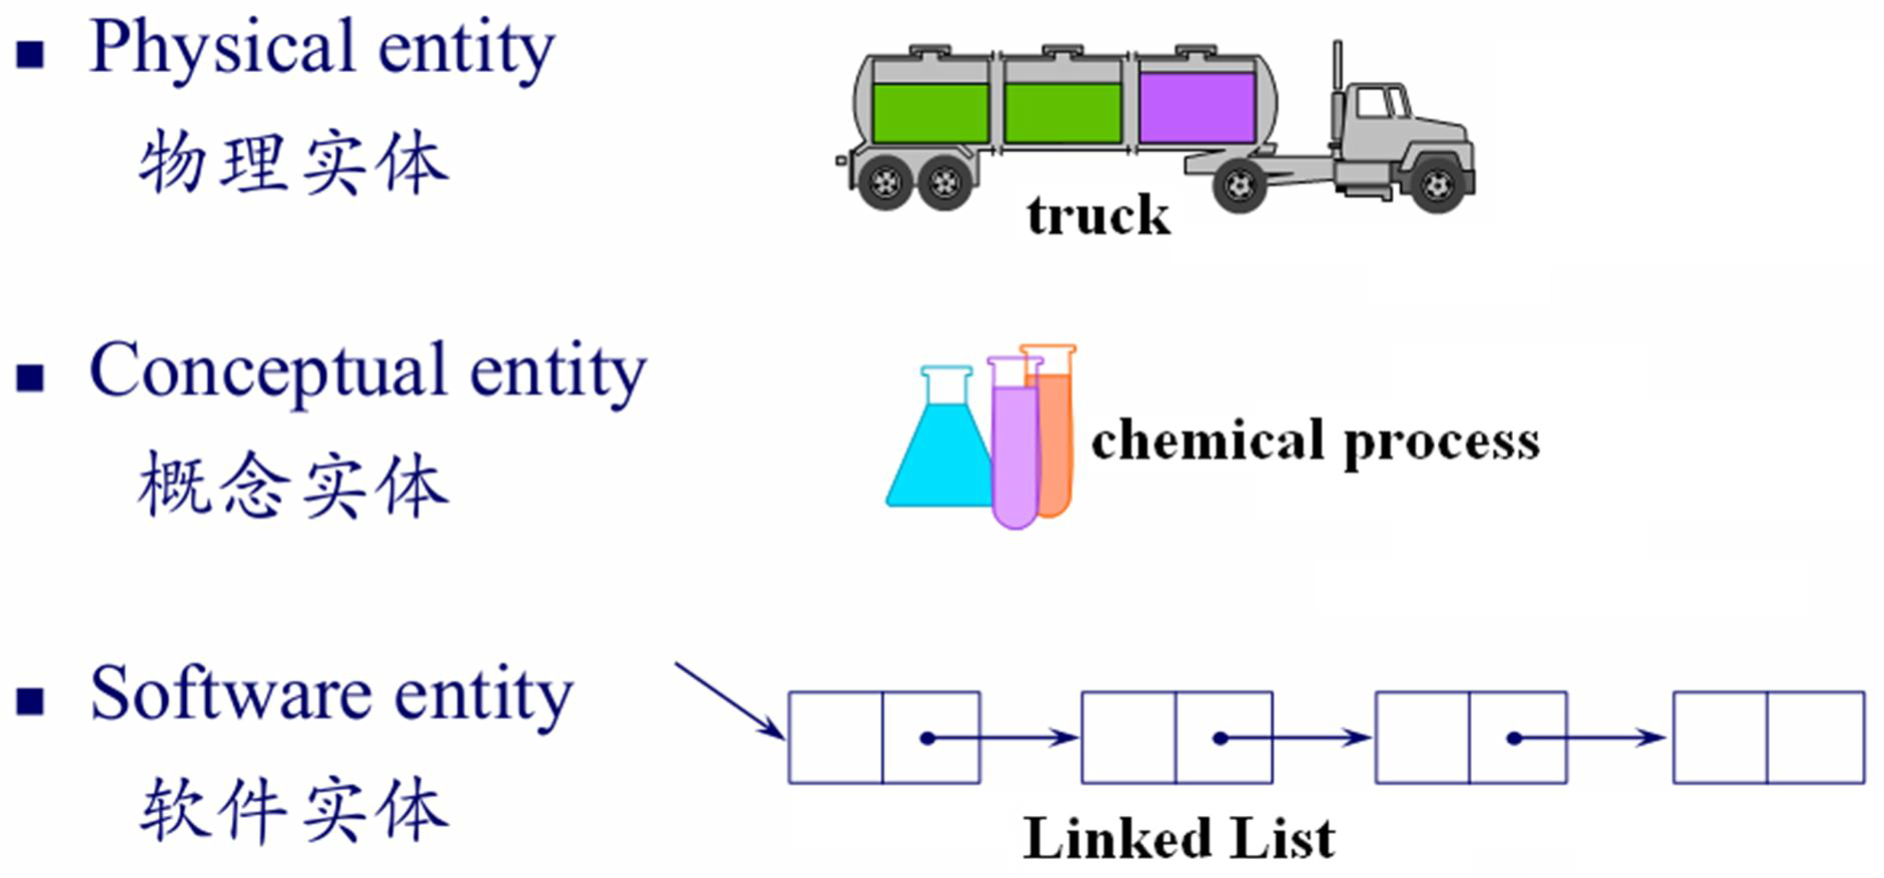 Physical entity
物理实体
truck
Conceptual entity
概念实体
chemical process
Software entity
软件实体
Linked List